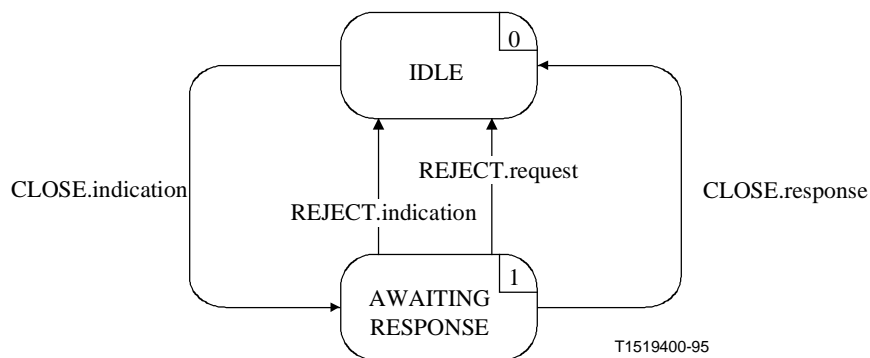 0
IDLE
REJECT.request
CLOSE.indication
CLOSE.response
REJECT.indication
1
AWAITING
RESPONSE
T1519400-95